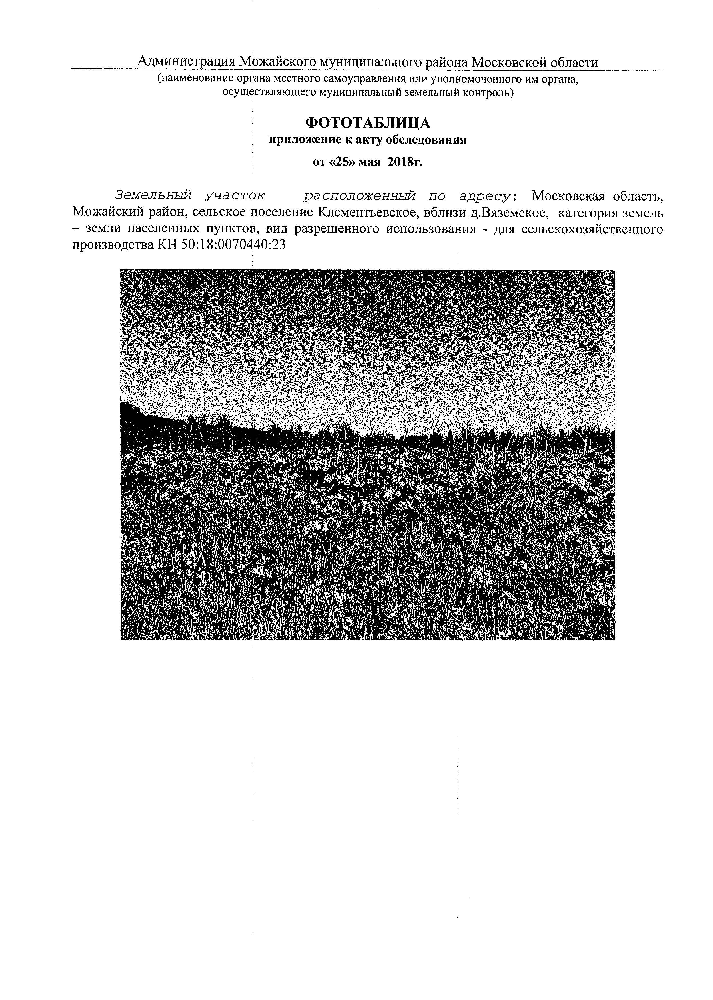 Администрация Можайского муниципального района Московской области
(наименование органа местного самоуправления или уполномоченного им органа,
осуществляющего муниципальный земельный контроль)
ФОТОТАБЛИЦА
приложение к акту обследования
от «25» мая 2018г.
Земельный участок расположенный по адресу: Московская область,
Можайский район, сельское поселение Клементьевское, вблизи д.Вяземское, категория земель
– земли населенных пунктов, вид разрешенного использования - для сельскохозяйственного
производства КН 50:18:0070440:23
55.5679038 ; 35.9818933